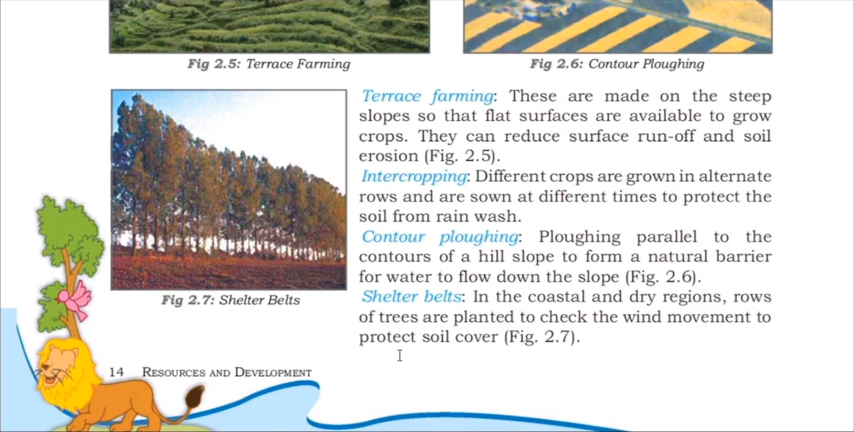 Fig 2.5: Terrace Farming
Fig 2.6: Contour Ploughing
Terrace farming: These are made on the steep
slopes so that flat surfaces are available to grow
crops. They can reduce surface run-off and soil
erosion (Fig. 2.5).
Intercropping: Different crops are grown in alternate
rows and are sown at different times to protect the
soil from rain wash.
Contour ploughing: Ploughing parallel to the
contours of a hill slope to form a natural barrier
for water to flow down the slope (Fig. 2.6).
Shelter belts: In the coastal and dry regions, rows
of trees are planted to check the wind movement to
protect soil cover (Fig. 2.7).
Fig 2.7: Shelter Belts
14 Resources and Development